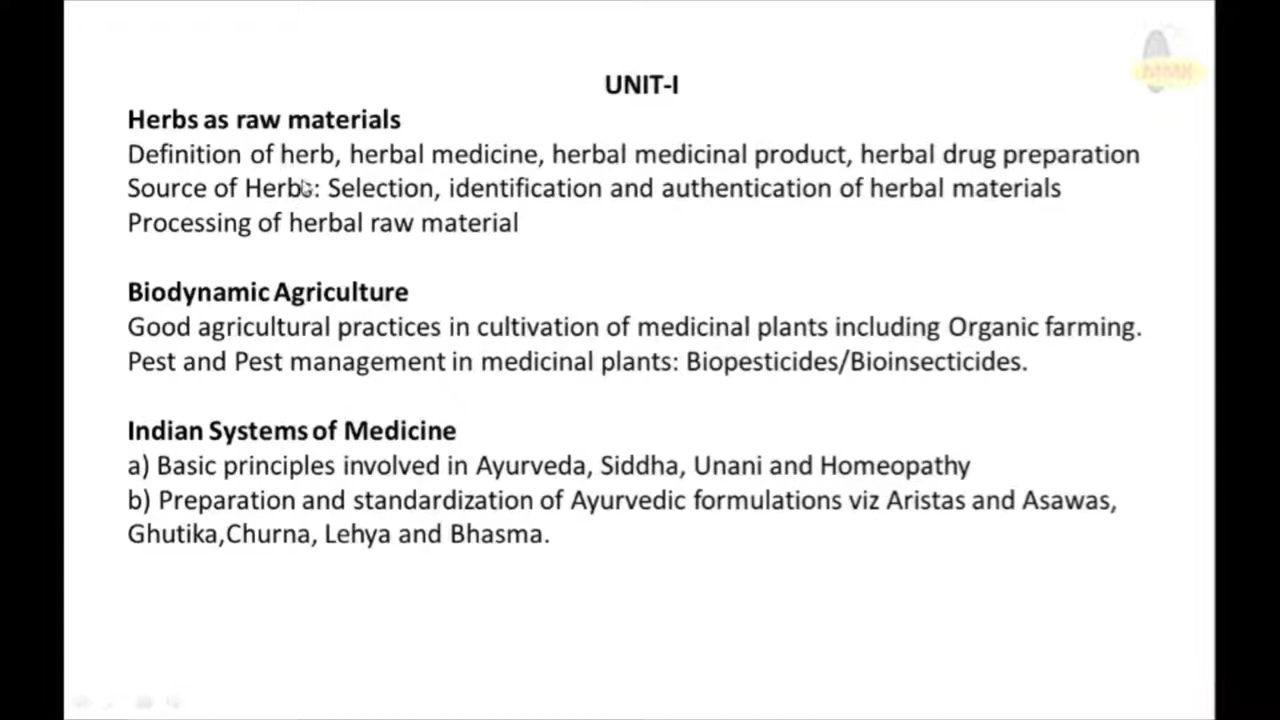 MMX
UNIT-I
Herbs as raw materials
Definition of herb, herbal medicine, herbal medicinal product, herbal drug preparation
Source of Herbs: Selection, identification and authentication of herbal materials
Processing of herbal raw material
Biodynamic Agriculture
Good agricultural practices in cultivation of medicinal plants including Organic farming.
Pest and Pest management in medicinal plants: Biopesticides/Bioinsecticides.
Indian Systems of Medicine
a) Basic principles involved in Ayurveda, Siddha, Unani and Homeopathy
b) Preparation and standardization of Ayurvedic formulations viz Aristas and Asawas,
Ghutika,Churna, Lehya and Bhasma.